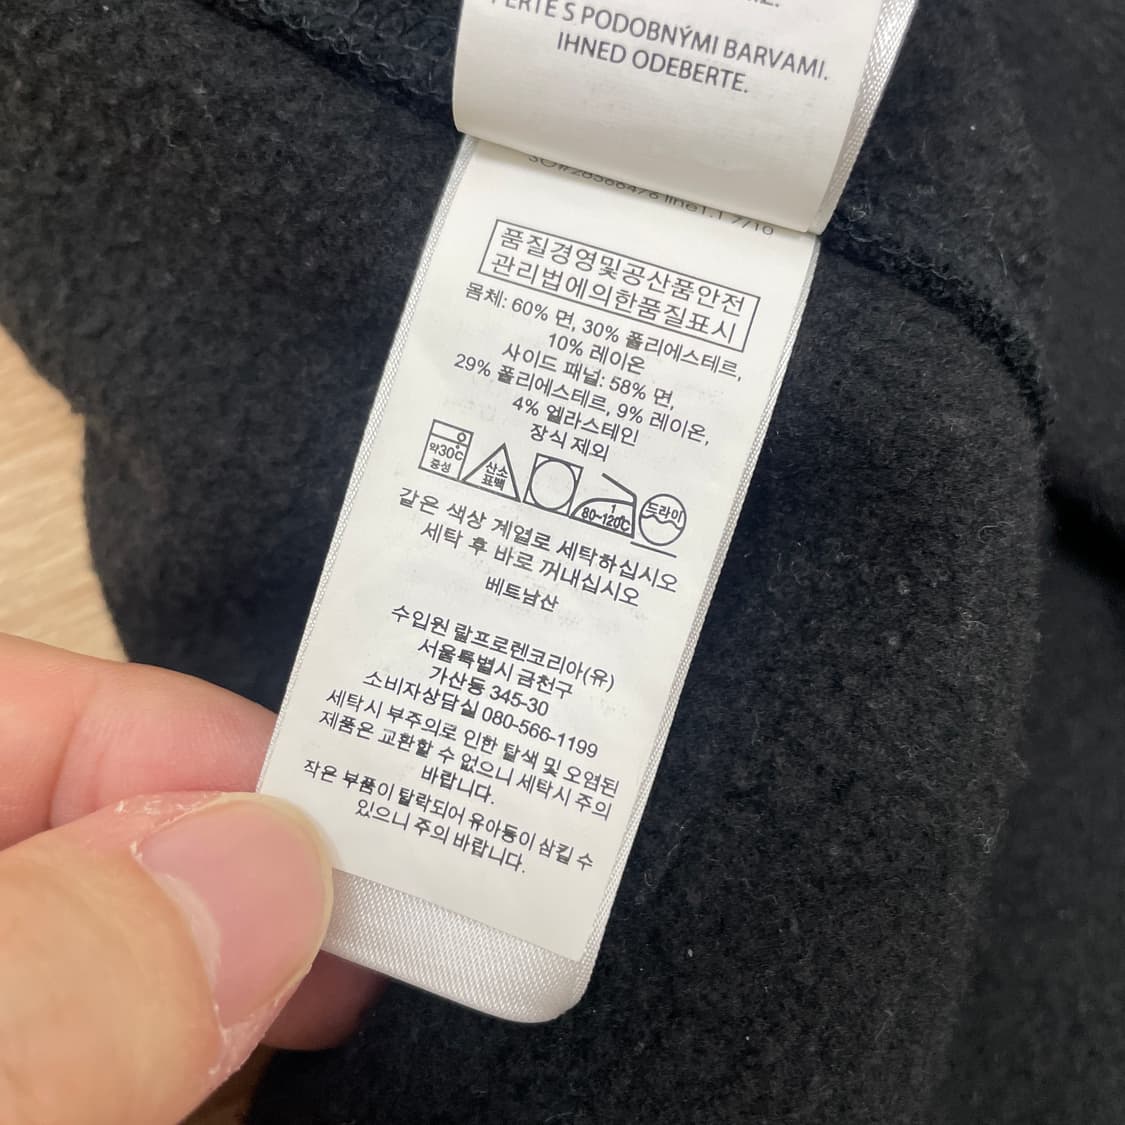 PERTE S PODOBNÝMI BARVAMI.
IHNED ODEBERTE.
품질경영및공산품안전
관리법에의한품질표시
몸체: 60% 면, 30% 폴리에스테르,
10% 레이온
사이드 패널: 58% 면,
29% 폴리에스테르, 9% 레이온,
4% 엘라스테인
장식 제외
약30℃
중성
산소
표백
1
80~120℃
드라이
같은 색상 계열로 세탁하십시오
세탁 후 바로 꺼내십시오
베트남산
수입원 랄프로렌코리아(유)
서울특별시 금천구
가산동 345-30
소비자상담실 080-566-1199
세탁시 부주의로 인한 탈색 및 오염된
제품은 교환할 수 없으니 세탁시 주의
바랍니다.
작은 부품이 탈락되어 유아동이 삼킬 수
있으니 주의 바랍니다.